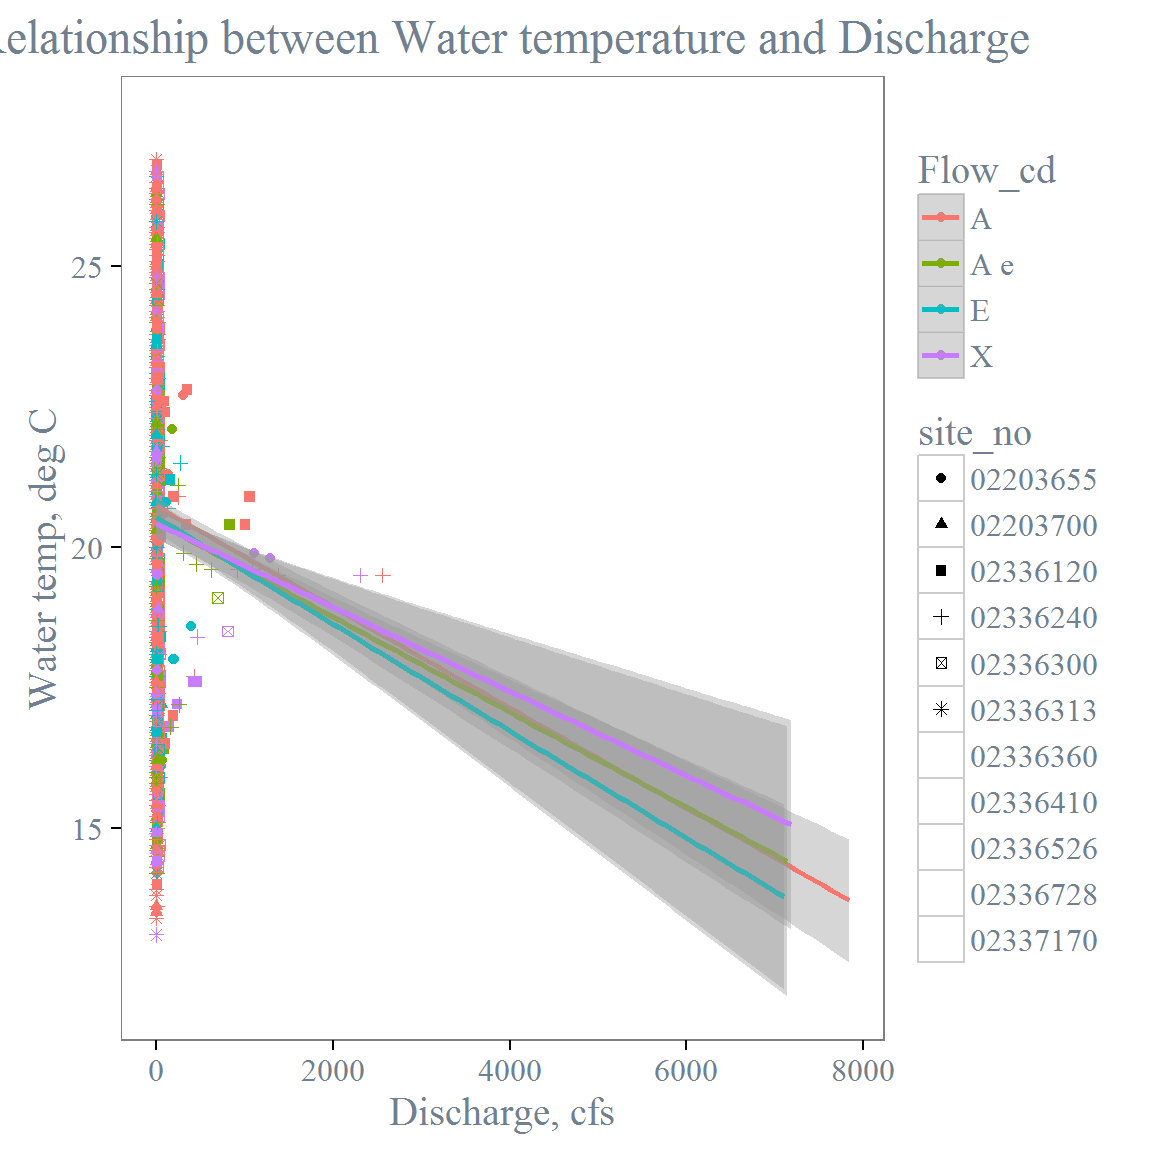 elationship between Water temperature and Discharge
Water temp, deg C
25
20
15
0 2000 4000 6000 8000
Discharge, cfs
Flow_cd
A
A e
E
X
site_no
02203655
02203700
02336120
02336240
02336300
02336313
02336360
02336410
02336526
02336728
02337170